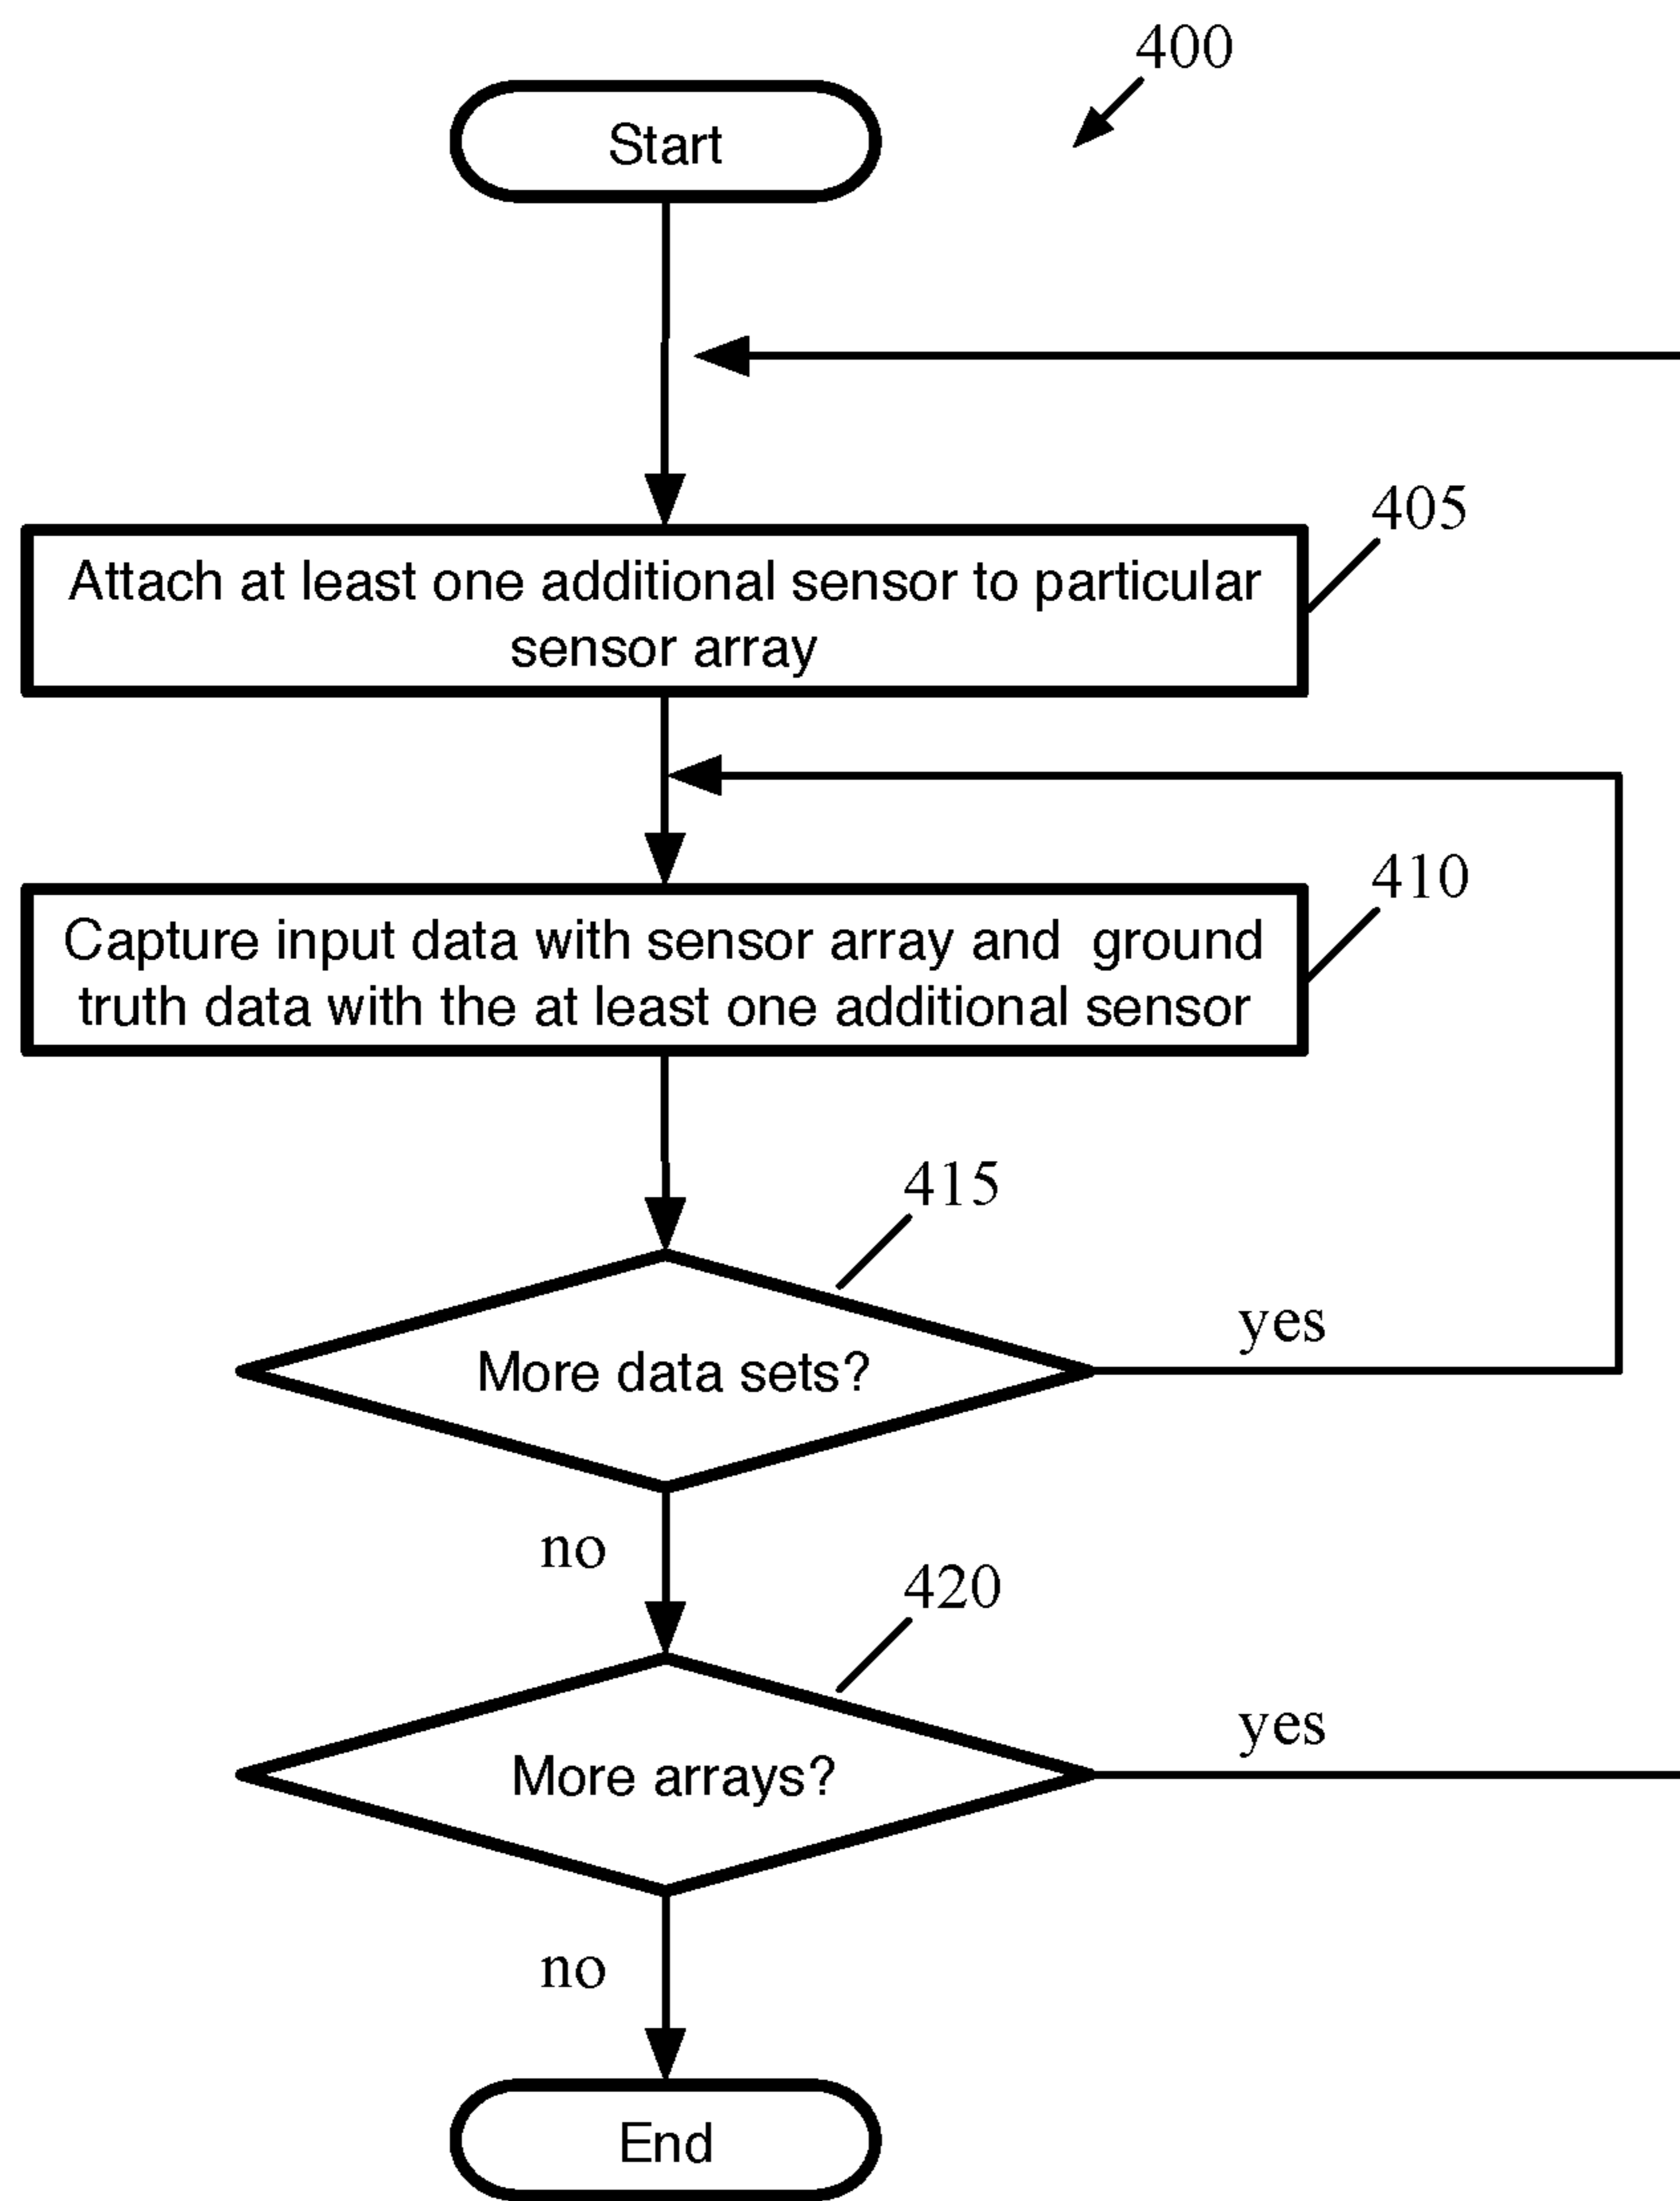 400
Start
405
Attach at least one additional sensor to particular
sensor array
410
Capture input data with sensor array and ground
truth data with the at least one additional sensor
415
yes
More data sets?
no
420
yes
More arrays?
no
End